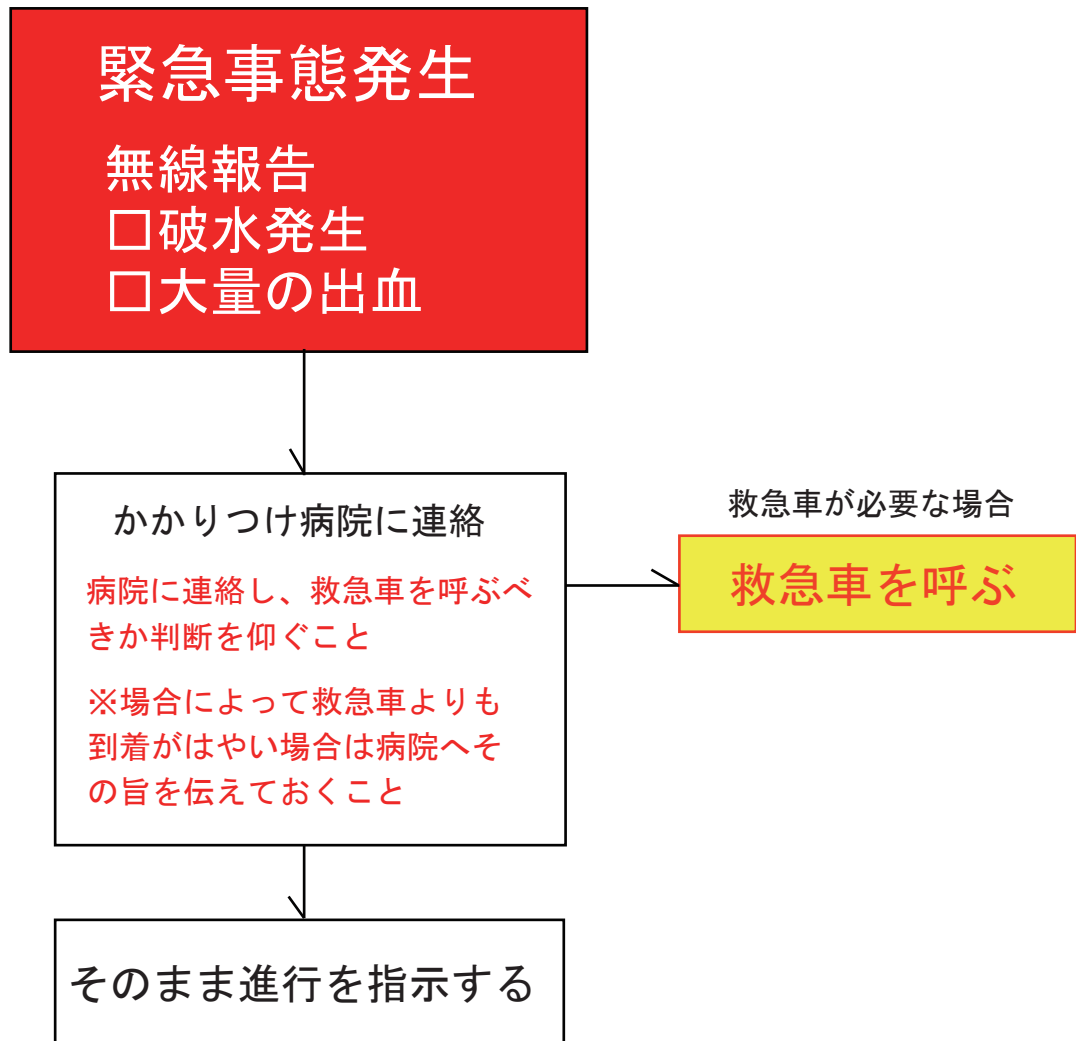 緊急事態発生
無線報告
□破水発生
□大量の出血
かかりつけ病院に連絡
病院に連絡し、救急車を呼ぶべ
きか判断を仰ぐこと
※場合によって救急車よりも
到着がはやい場合は病院へそ
の旨を伝えておくこと
救急車が必要な場合
救急車を呼ぶ
そのまま進行を指示する